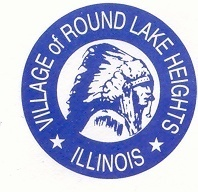 VILLAGE of ROUND LAKE HEIGHTS
ILLINOIS